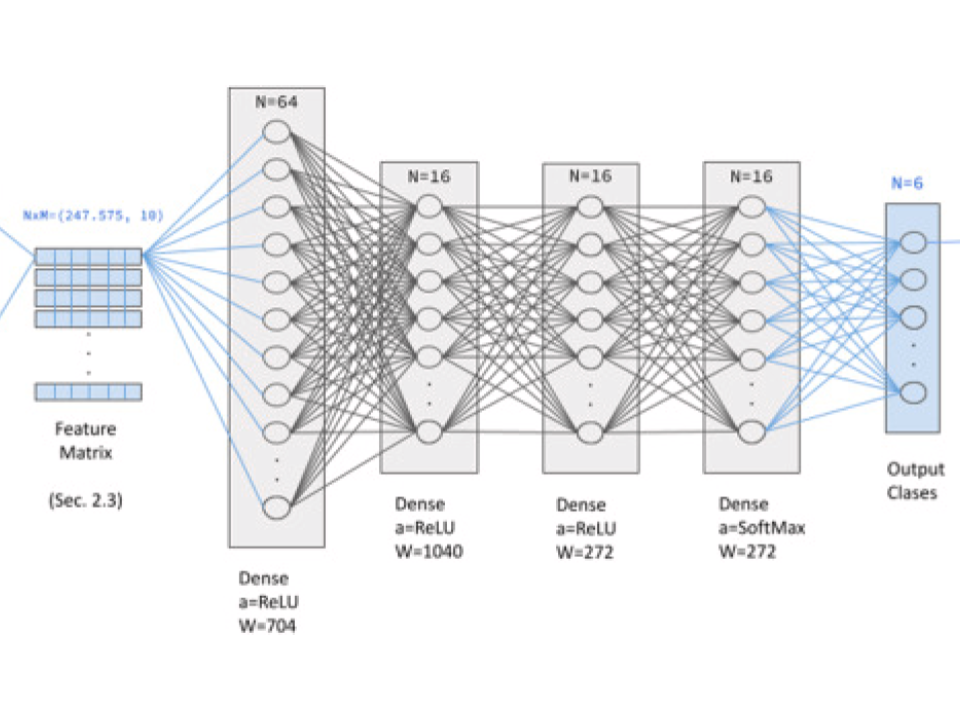 NxM=(247.575, 10)
Feature
Matrix
(Sec. 2.3)
N=64
Dense
a=ReLU
W=704
N=16
Dense
a=ReLU
W=1040
N=16
Dense
a=ReLU
W=272
N=16
Dense
a=SoftMax
W=272
N=6
Output
Clases